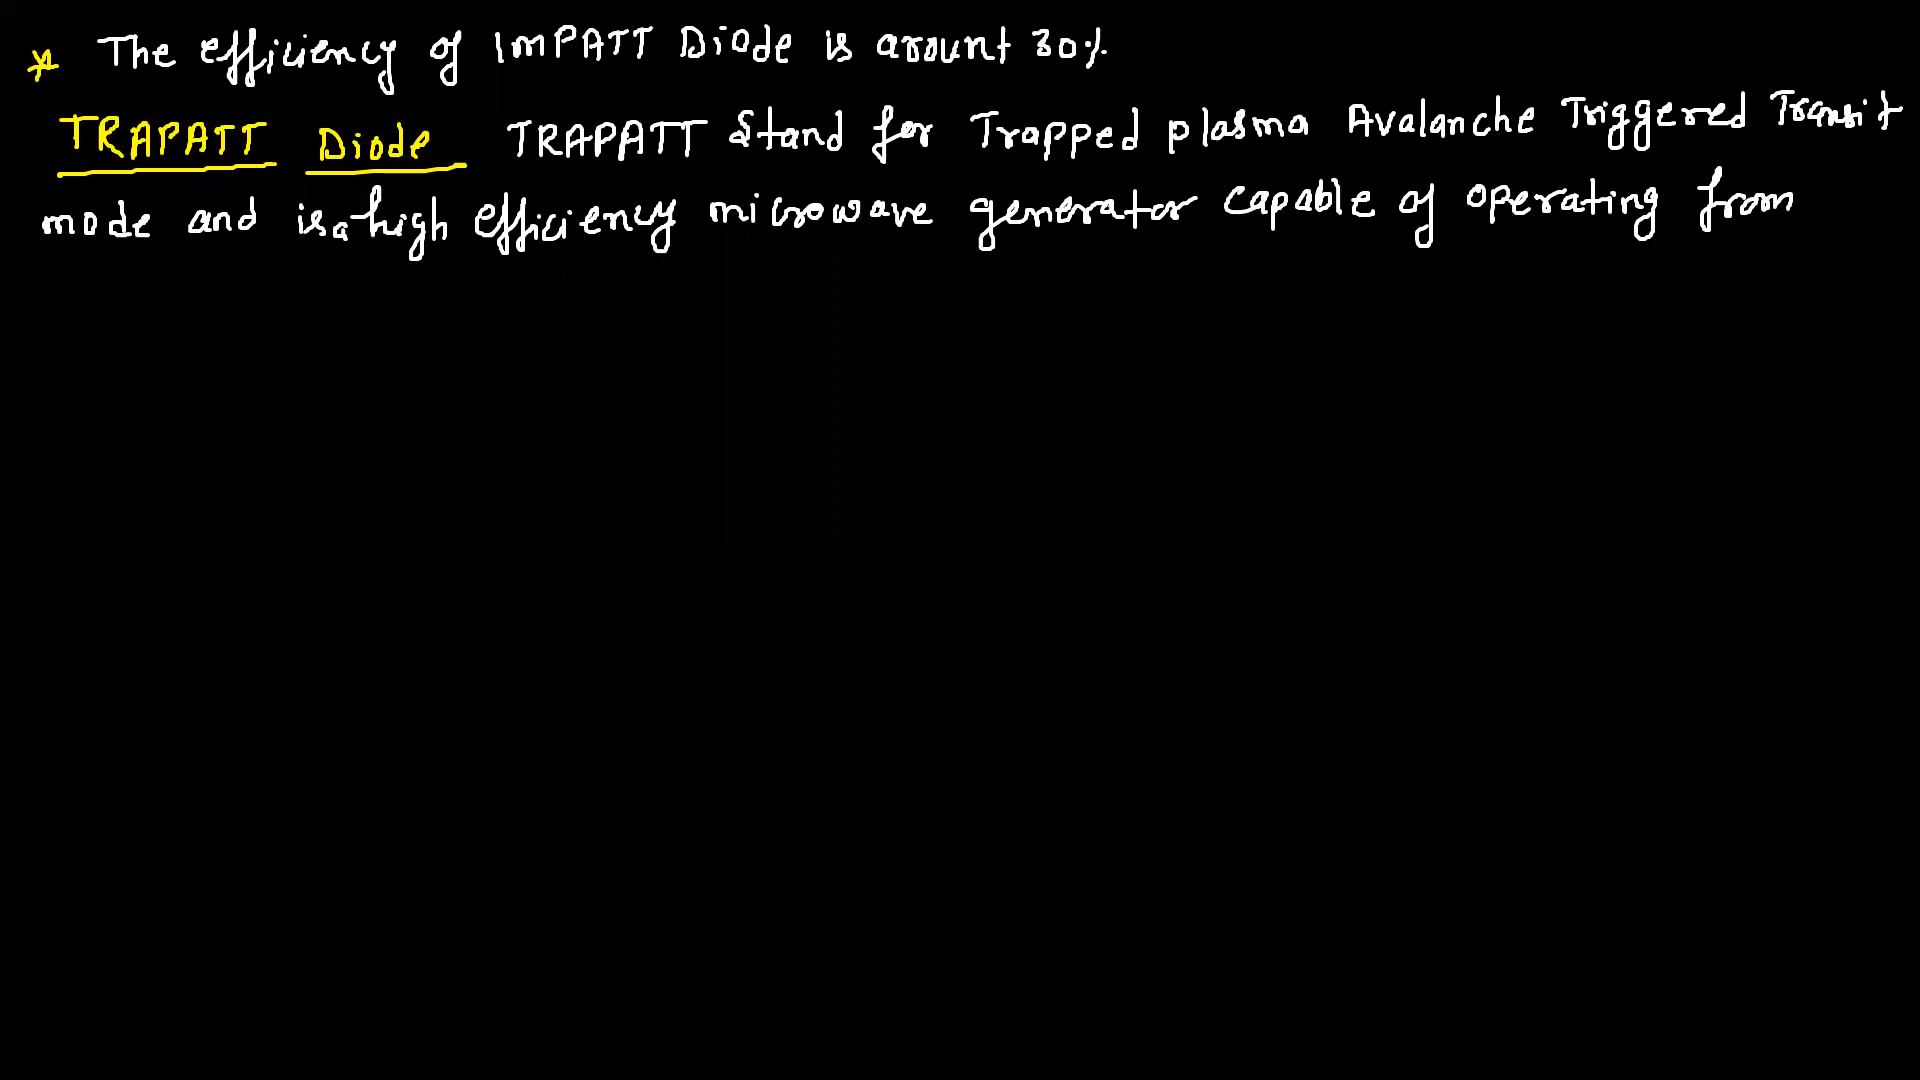 * The efficiency of IMPATT Diode is arount 30%
TRAPATT Diode TRAPATT Stand for Trapped plasma Avalanche Triggered Transit
mode and is a high efficiency microwave generator capable of operating from